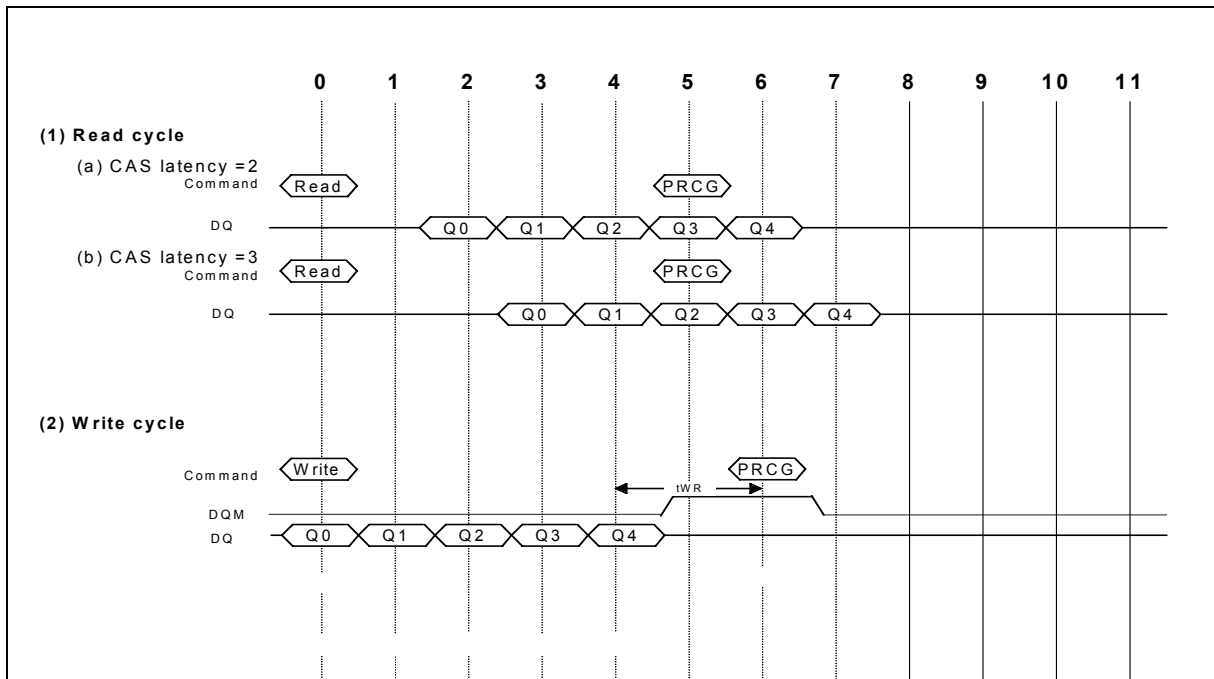 0 1 2 3 4 5 6 7 8 9 10 11
(1) Read cycle
(a) CAS latency =2
Command Read PRCG
DQ Q0 Q1 Q2 Q3 Q4
(b) CAS latency =3
Command Read PRCG
DQ Q0 Q1 Q2 Q3 Q4
(2) Write cycle
Command Write PRCG
tWR
DQM
DQ Q0 Q1 Q2 Q3 Q4